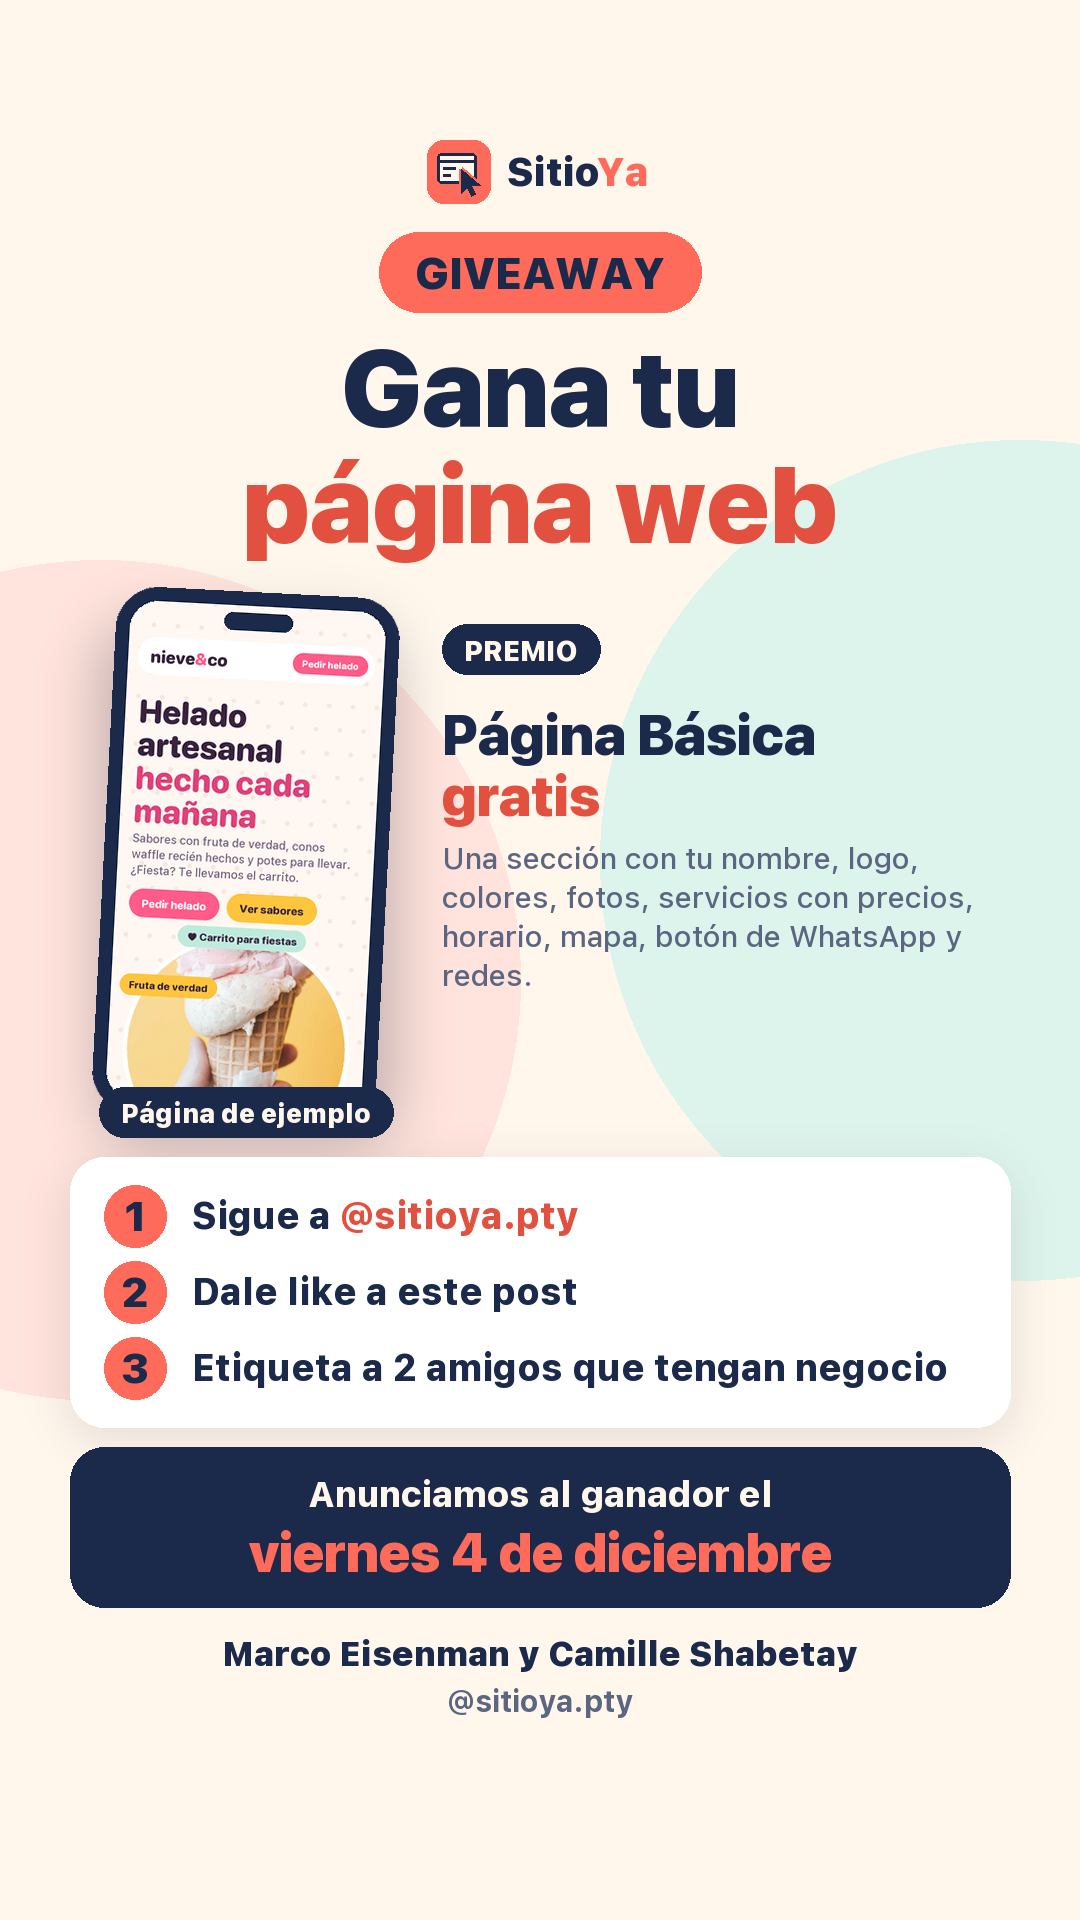 SitioYa
GIVEAWAY
Gana tu
página web
nieve&co
Pedir helado
Helado
artesanal
hecho cada
mañana
Sabores con fruta de verdad, conos
waffle recién hechos y potes para llevar.
¿Fiesta? Te llevamos el carrito.
Pedir helado
Ver sabores
♥ Carrito para fiestas
Fruta de verdad
Página de ejemplo
PREMIO
Página Básica
gratis
Una sección con tu nombre, logo,
colores, fotos, servicios con precios,
horario, mapa, botón de WhatsApp y
redes.
1 Sigue a @sitioya.pty
2 Dale like a este post
3 Etiqueta a 2 amigos que tengan negocio
Anunciamos al ganador el
viernes 4 de diciembre
Marco Eisenman y Camille Shabetay
@sitioya.pty